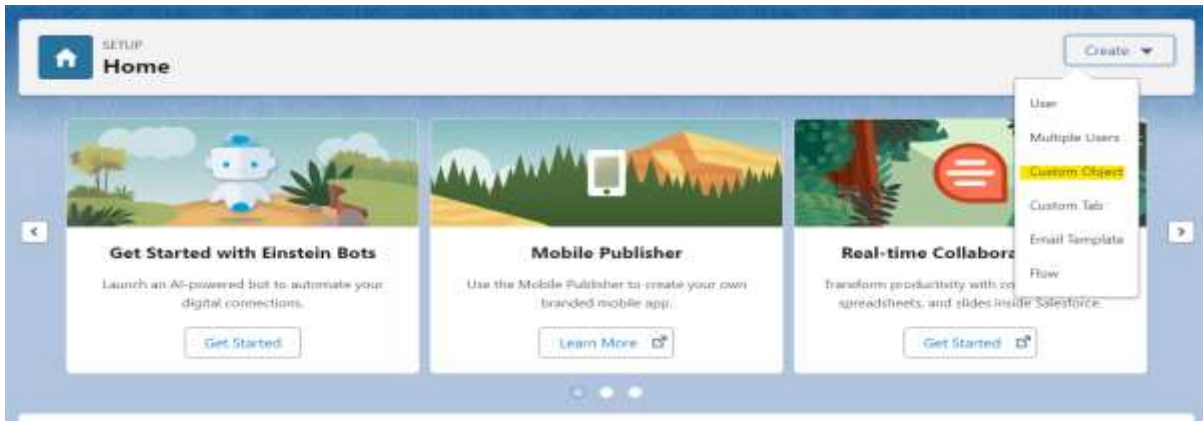 SETUP
Home
Create
User
Multiple Users
Custom Object
Custom Tab
Email Template
Flow
Get Started with Einstein Bots
Launch an AI-powered bot to automate your
digital connections.
Get Started
Mobile Publisher
Use the Mobile Publisher to create your own
branded mobile app.
Learn More
Real-time Collabora
Transform productivity with co
spreadsheets, and slides inside Salesforce.
Get Started